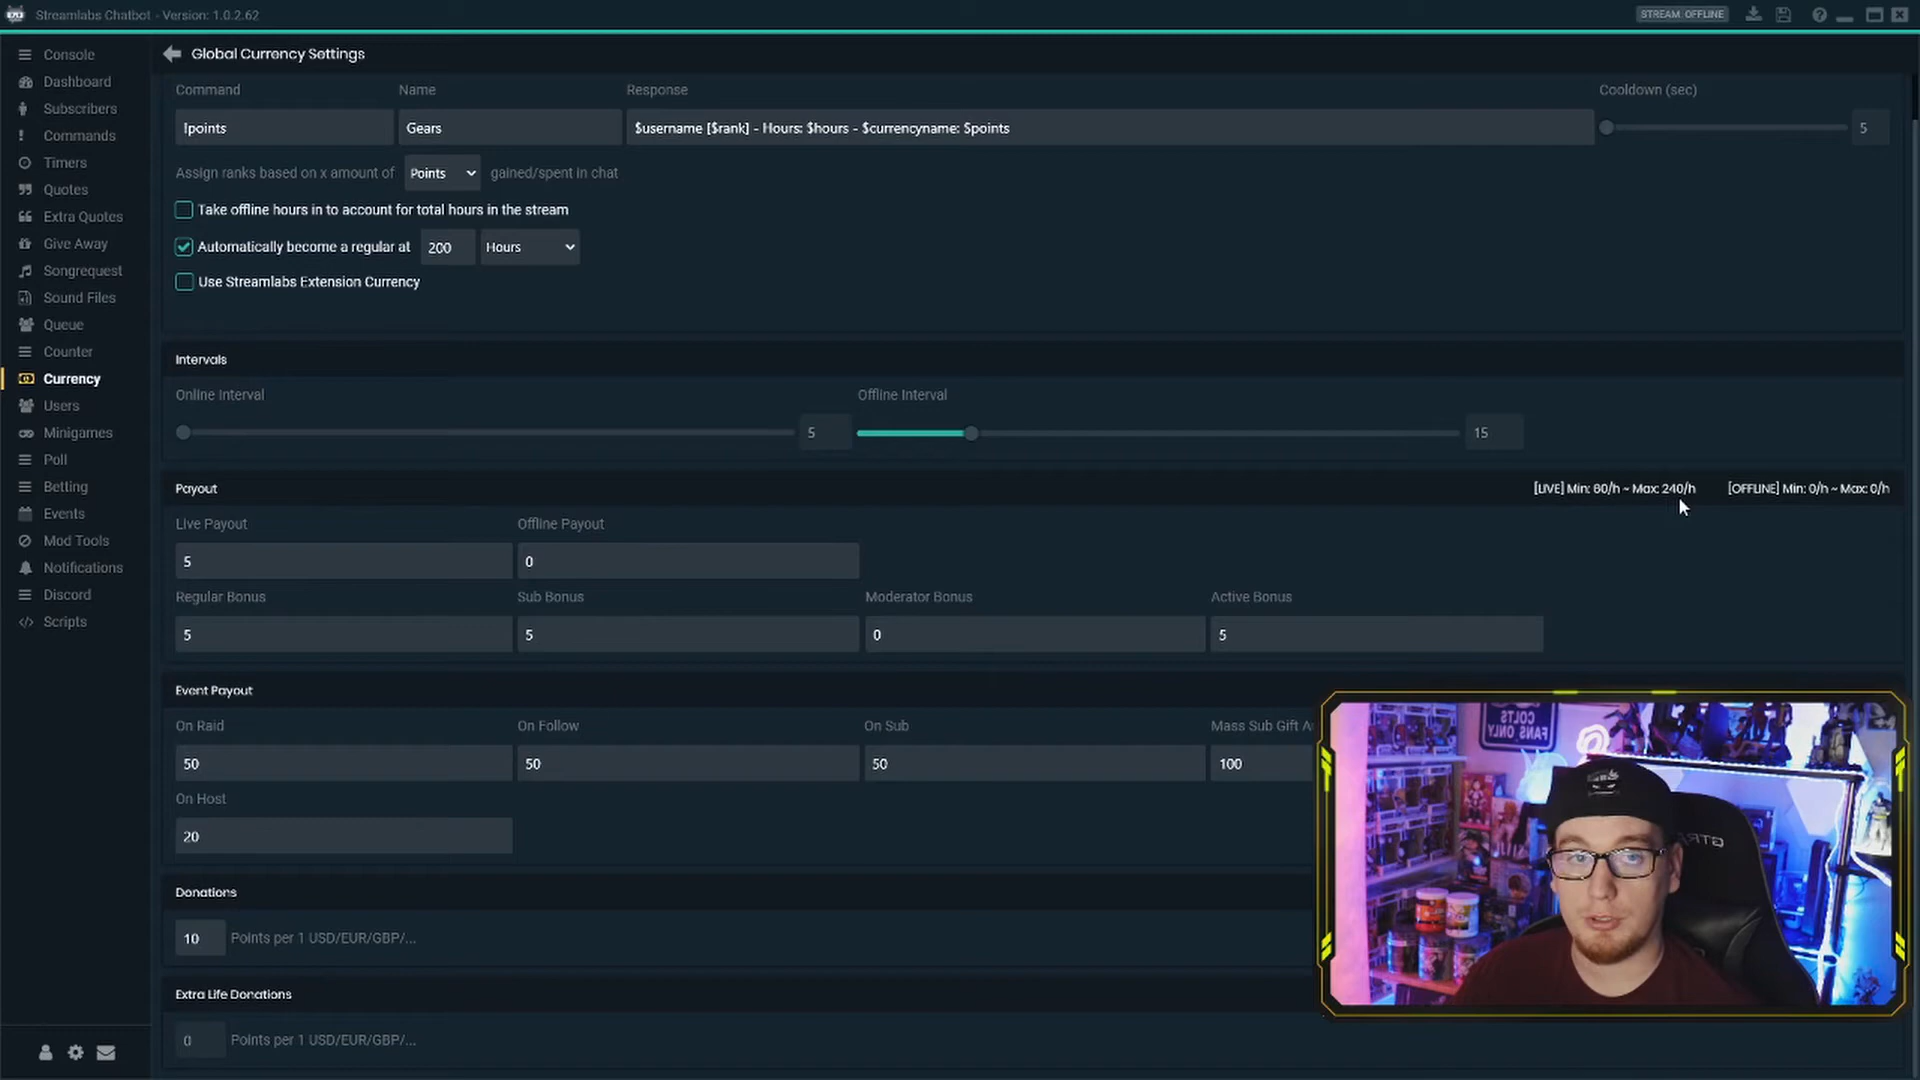 Streamlabs Chatbot - Version: 1.0.2.62
STREAM: OFFLINE
Console
Dashboard
Subscribers
Commands
Timers
Quotes
Extra Quotes
Give Away
Songrequest
Sound Files
Queue
Counter
Currency
Users
Minigames
Poll
Betting
Events
Mod Tools
Notifications
Discord
Scripts
Global Currency Settings
Command Name Response Cooldown (sec)
!points Gears $username [$rank] - Hours: $hours - $currencyname: $points 5
Assign ranks based on x amount of Points gained/spent in chat
Take offline hours in to account for total hours in the stream
Automatically become a regular at 200 Hours
Use Streamlabs Extension Currency
Intervals
Online Interval Offline Interval
5 15
Payout [LIVE] Min: 60/h ~ Max: 240/h [OFFLINE] Min: 0/h ~ Max: 0/h
Live Payout Offline Payout
5 0
Regular Bonus Sub Bonus Moderator Bonus Active Bonus
5 5 0 5
Event Payout
On Raid On Follow On Sub Mass Sub Gift
50 50 50 100
On Host
20
Donations
10 Points per 1 USD/EUR/GBP/...
Extra Life Donations
0 Points per 1 USD/EUR/GBP/...
COLTS
FANS ONLY